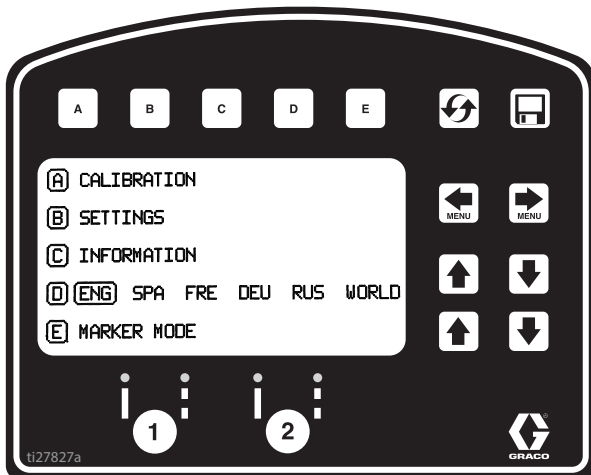 A B C D E
A CALIBRATION
MENU MENU
B SETTINGS
C INFORMATION
D ENG SPA FRE DEU RUS WORLD
E MARKER MODE
1 2
ti27827a
GRACO